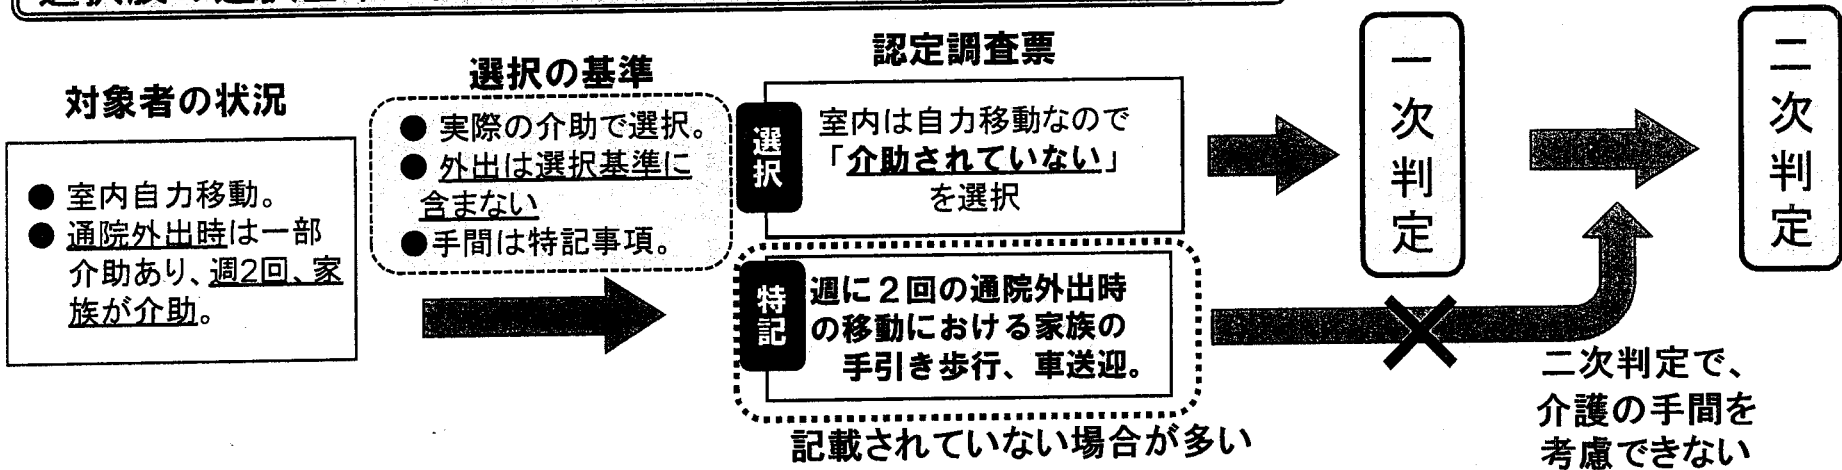 対象者の状況
● 室内自力移動。
● 通院外出時は一部
介助あり、週2回、家
族が介助。
選択の基準
● 実際の介助で選択。
● 外出は選択基準に
含まない
● 手間は特記事項。
認定調査票
選択
室内は自力移動なので
「介助されていない」
を選択
特記
週に2回の通院外出時
の移動における家族の
手引き歩行、車送迎。
記載されていない場合が多い
一次判定
二次判定
二次判定で、
介護の手間を
考慮できない